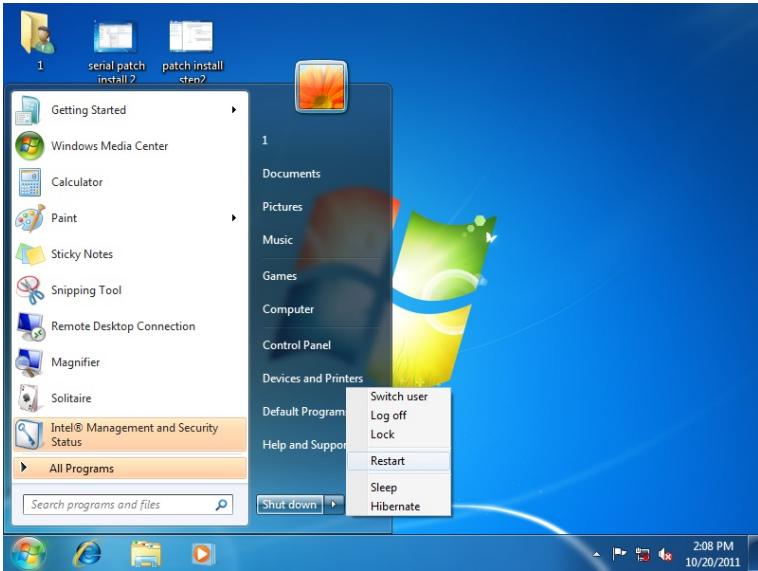 1
serial patch
install 2
patch install
step2
Getting Started
Windows Media Center
Calculator
Paint
Sticky Notes
Snipping Tool
Remote Desktop Connection
Magnifier
Solitaire
Intel® Management and Security
Status
All Programs
Search programs and files
1
Documents
Pictures
Music
Games
Computer
Control Panel
Devices and Printers
Default Program
Help and Suppor
Shut down
Switch user
Log off
Lock
Restart
Sleep
Hibernate
2:08 PM
10/20/2011